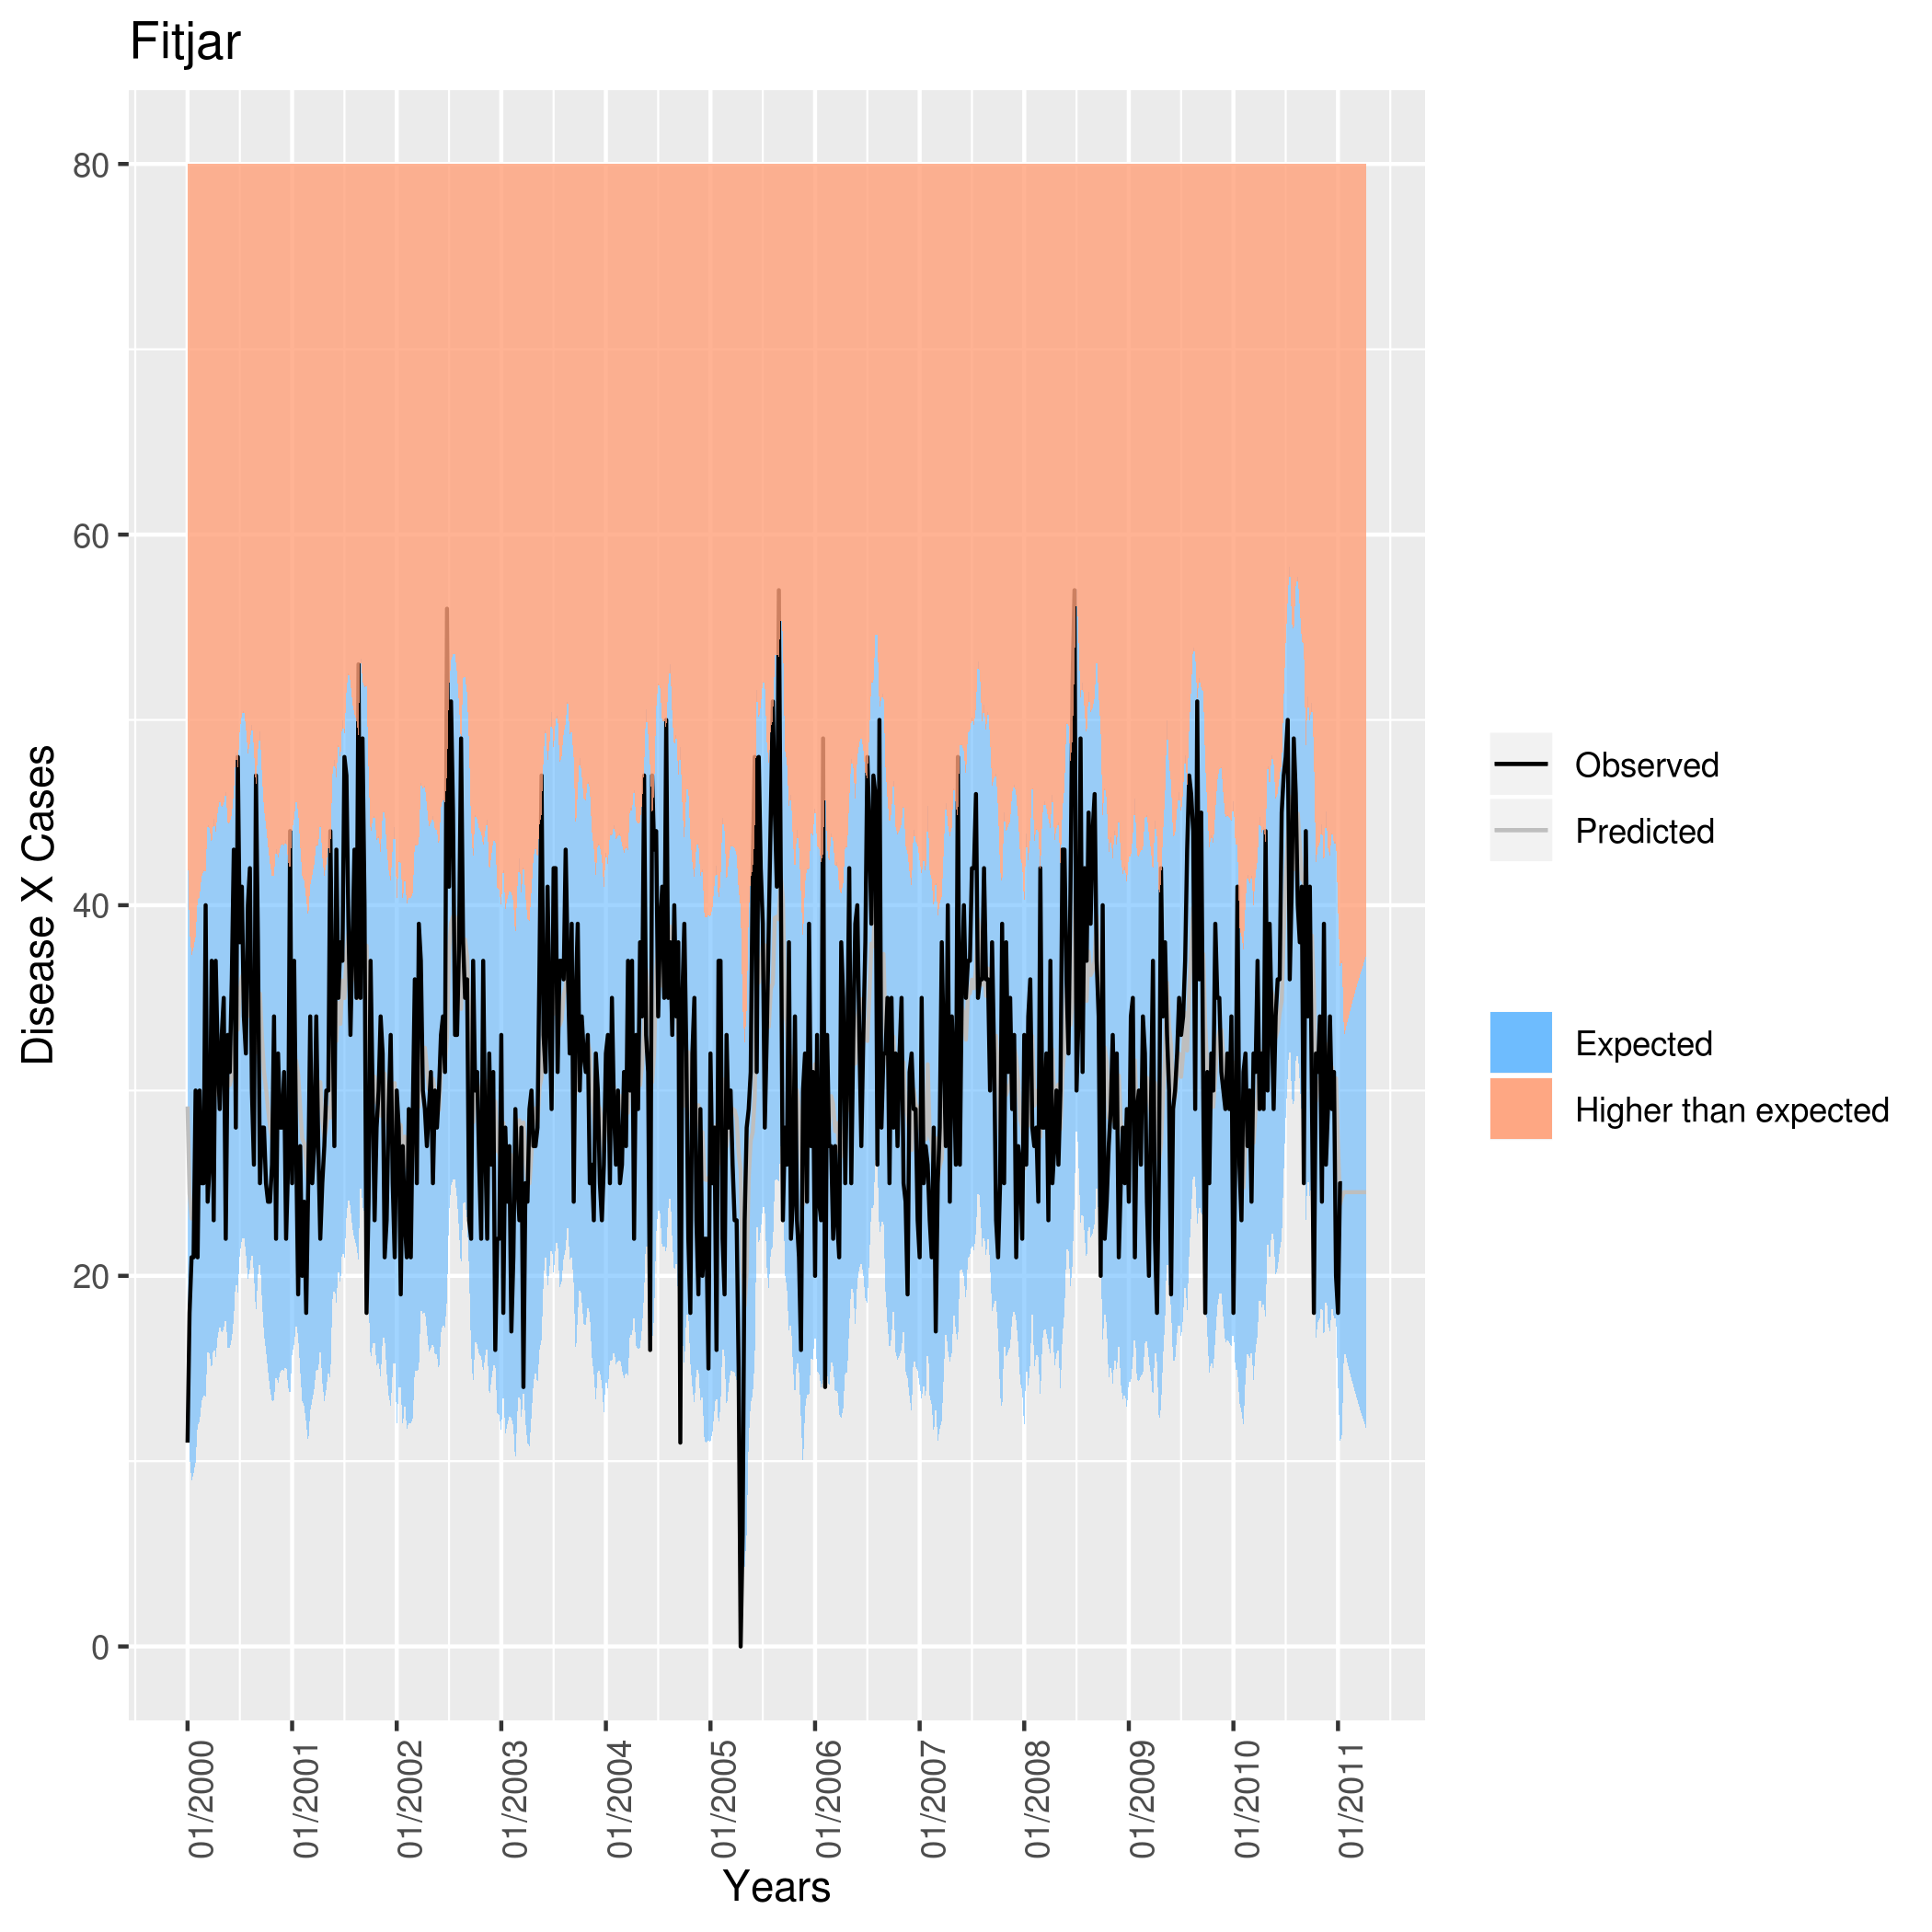 Fitjar
80
60
40
20
0
Disease X Cases
01/2000
01/2001
01/2002
01/2003
01/2004
01/2005
01/2006
01/2007
01/2008
01/2009
01/2010
01/2011
Years
Observed
Predicted
Expected
Higher than expected